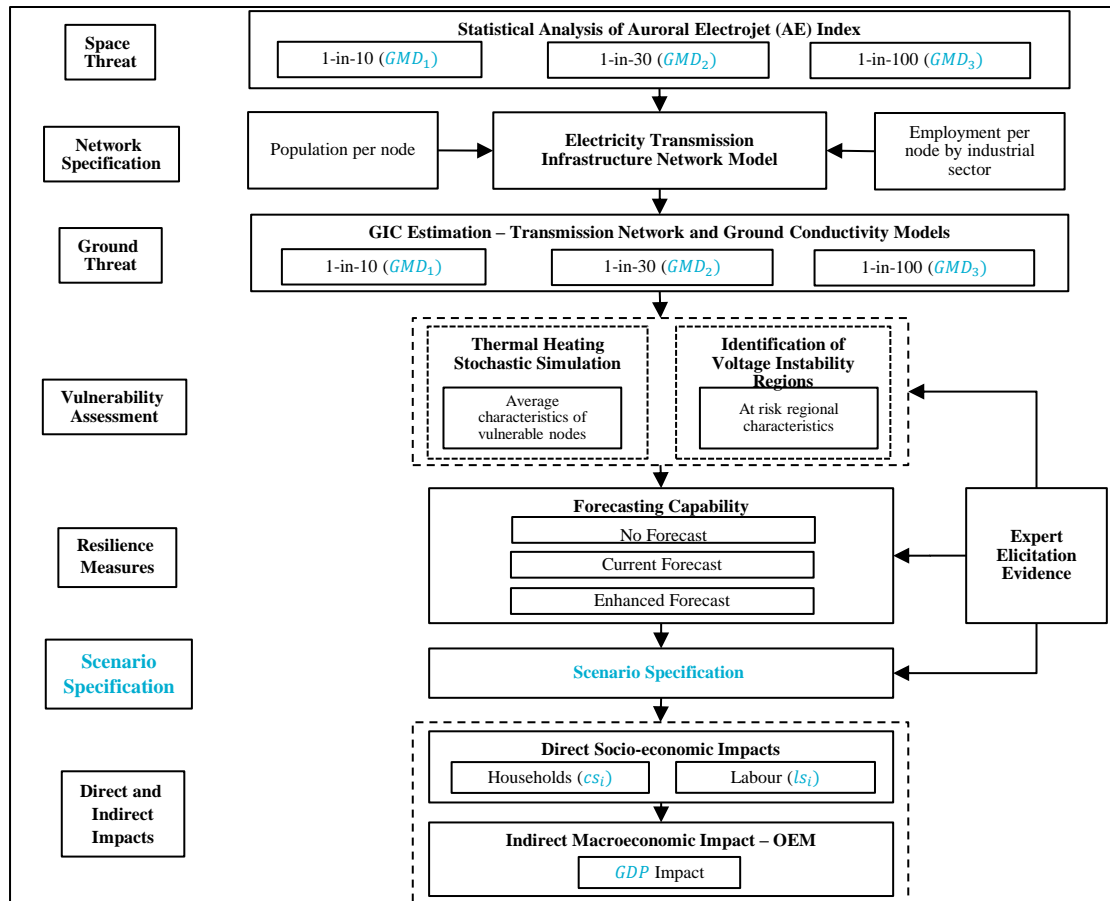 Space
Threat
Statistical Analysis of Auroral Electrojet (AE) Index
1-in-10 (GMD₁)
1-in-30 (GMD₂)
1-in-100 (GMD₃)
Network
Specification
Population per node
Electricity Transmission
Infrastructure Network Model
Employment per
node by industrial
sector
Ground
Threat
GIC Estimation – Transmission Network and Ground Conductivity Models
1-in-10 (GMD₁)
1-in-30 (GMD₂)
1-in-100 (GMD₃)
Vulnerability
Assessment
Thermal Heating
Stochastic Simulation
Average
characteristics of
vulnerable nodes
Identification of
Voltage Instability
Regions
At risk regional
characteristics
Resilience
Measures
Forecasting Capability
No Forecast
Current Forecast
Enhanced Forecast
Expert
Elicitation
Evidence
Scenario
Specification
Scenario Specification
Direct and
Indirect
Impacts
Direct Socio-economic Impacts
Households (csᵢ)
Labour (lsᵢ)
Indirect Macroeconomic Impact – OEM
GDP Impact